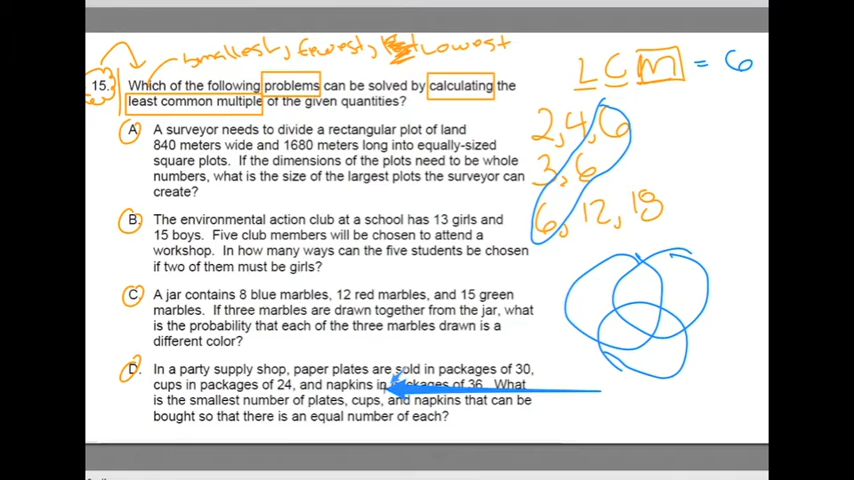 smallest, fewest, lowest
LCM = 6
15. Which of the following problems can be solved by calculating the
least common multiple of the given quantities?
2, 4, 6
3, 6
6, 12, 18
A. A surveyor needs to divide a rectangular plot of land
840 meters wide and 1680 meters long into equally-sized
square plots. If the dimensions of the plots need to be whole
numbers, what is the size of the largest plots the surveyor can
create?
B. The environmental action club at a school has 13 girls and
15 boys. Five club members will be chosen to attend a
workshop. In how many ways can the five students be chosen
if two of them must be girls?
C. A jar contains 8 blue marbles, 12 red marbles, and 15 green
marbles. If three marbles are drawn together from the jar, what
is the probability that each of the three marbles drawn is a
different color?
D. In a party supply shop, paper plates are sold in packages of 30,
cups in packages of 24, and napkins in packages of 36. What
is the smallest number of plates, cups, and napkins that can be
bought so that there is an equal number of each?